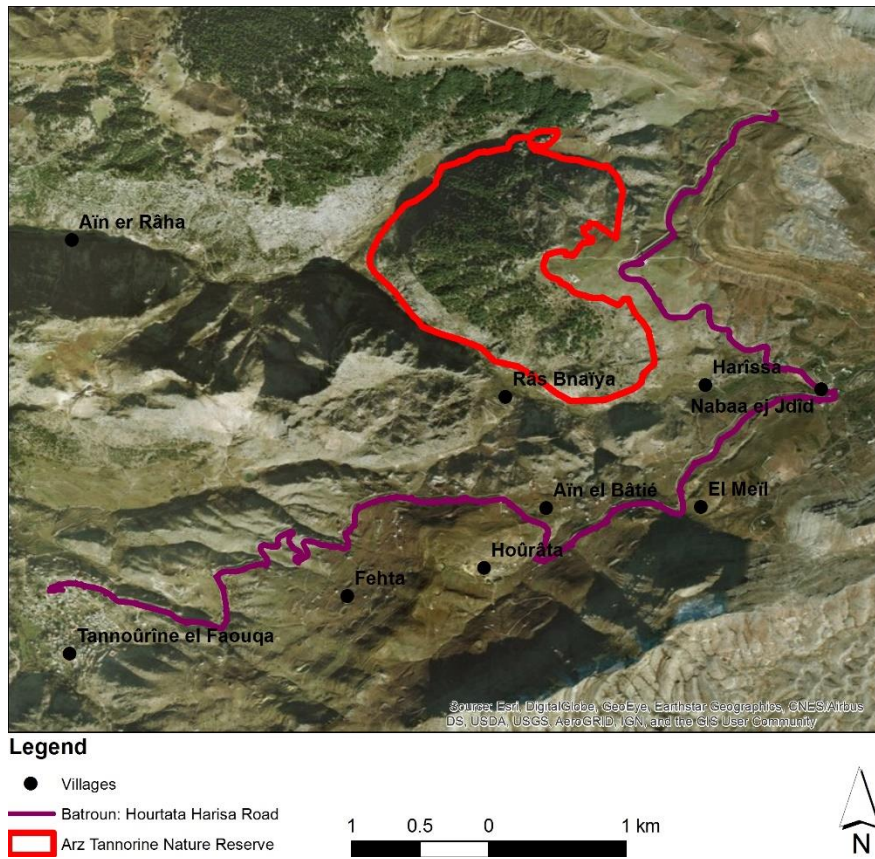 Aïn er Râha
Râs Bnaïya
Harîssa
Nabaa ej Jdîd
Aïn el Bâtié
El Meïl
Hoûrâta
Fehta
Tannoûrîne el Faouqa
Source: Esri, DigitalGlobe, GeoEye, Earthstar Geographics, CNES/Airbus
DS, USDA, USGS, AeroGRID, IGN, and the GIS User Community
Legend
Villages
Batroun: Hourtata Harisa Road
Arz Tannorine Nature Reserve
1 0.5 0 1 km
N